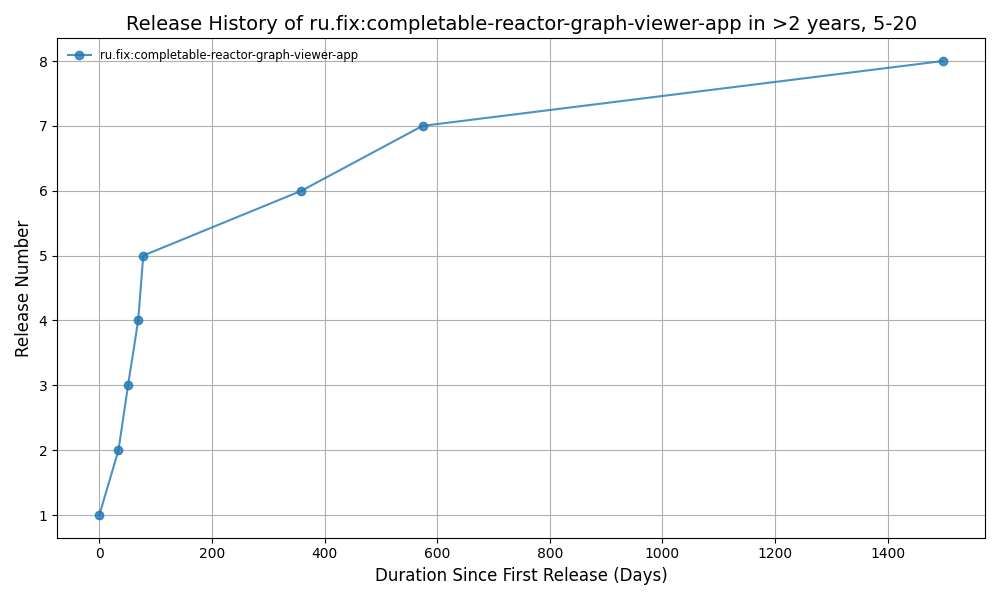 Release History of ru.fix:completable-reactor-graph-viewer-app in >2 years, 5-20
ru.fix:completable-reactor-graph-viewer-app
8
7
6
5
4
3
2
1
Release Number
0 200 400 600 800 1000 1200 1400
Duration Since First Release (Days)